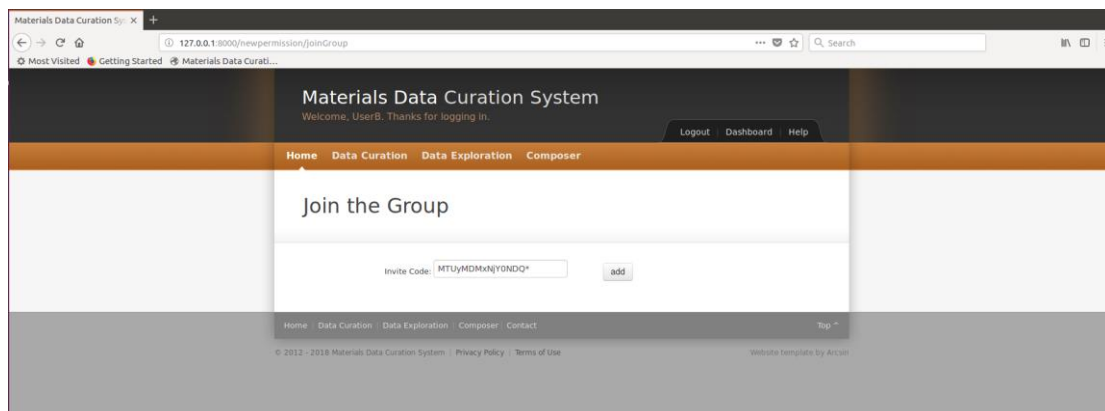 Materials Data Curation Sy
127.0.0.1:8000/newpermission/joinGroup
Search
Most Visited Getting Started Materials Data Curati...
Materials Data Curation System
Welcome, UserB. Thanks for logging in.
Logout Dashboard Help
Home Data Curation Data Exploration Composer
Join the Group
Invite Code: MTUyMDMxNjY0NDQ* add
Home | Data Curation | Data Exploration | Composer | Contact Top ^
© 2012 - 2018 Materials Data Curation System | Privacy Policy | Terms of Use Website template by Arcsin